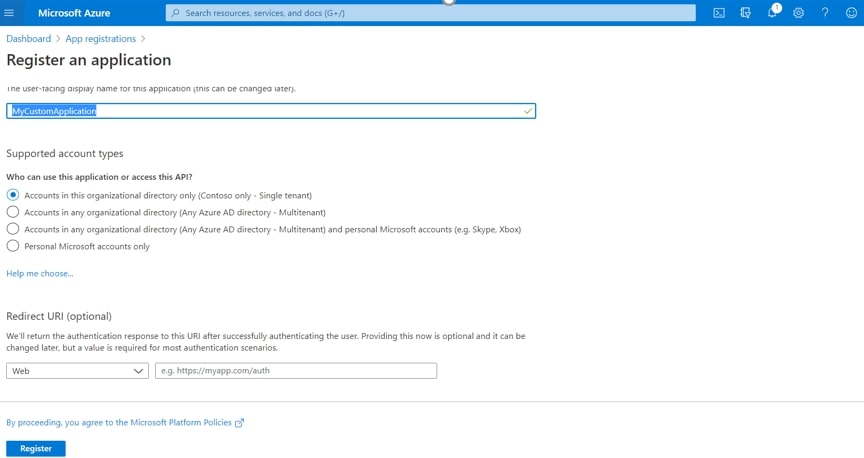 Microsoft Azure
Search resources, services, and docs (G+/)
1
Dashboard > App registrations >
Register an application
The user-facing display name for this application (this can be changed later).
MyCustomApplication
Supported account types
Who can use this application or access this API?
Accounts in this organizational directory only (Contoso only - Single tenant)
Accounts in any organizational directory (Any Azure AD directory - Multitenant)
Accounts in any organizational directory (Any Azure AD directory - Multitenant) and personal Microsoft accounts (e.g. Skype, Xbox)
Personal Microsoft accounts only
Help me choose...
Redirect URI (optional)
We'll return the authentication response to this URI after successfully authenticating the user. Providing this now is optional and it can be
changed later, but a value is required for most authentication scenarios.
Web
e.g. https://myapp.com/auth
By proceeding, you agree to the Microsoft Platform Policies
Register